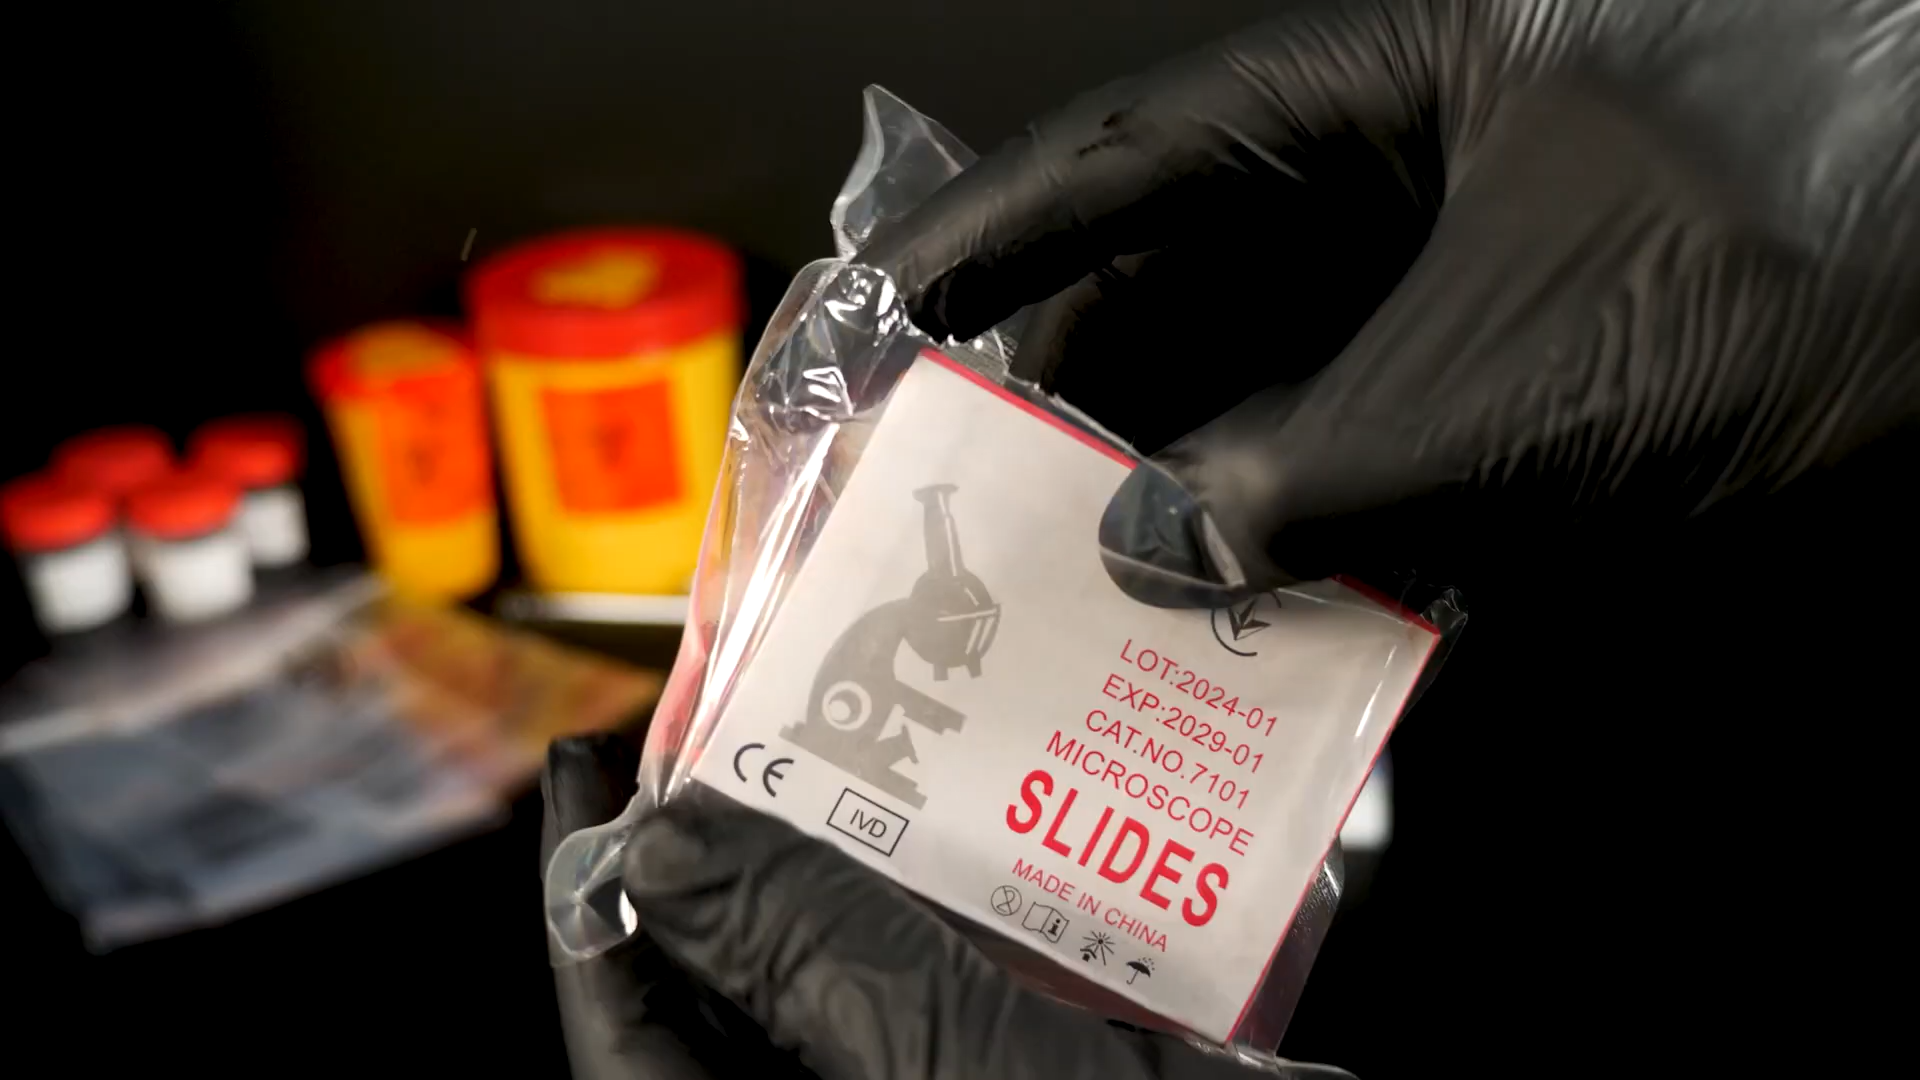 LOT:2024-01
EXP:2029-01
CAT.NO.7101
MICROSCOPE
SLIDES
MADE IN CHINA
CE
IVD